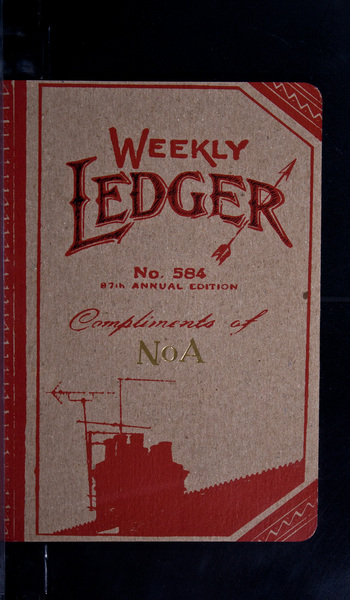 WEEKLY
LEDGER
No. 584
87th ANNUAL EDITION
Compliments of
NoA